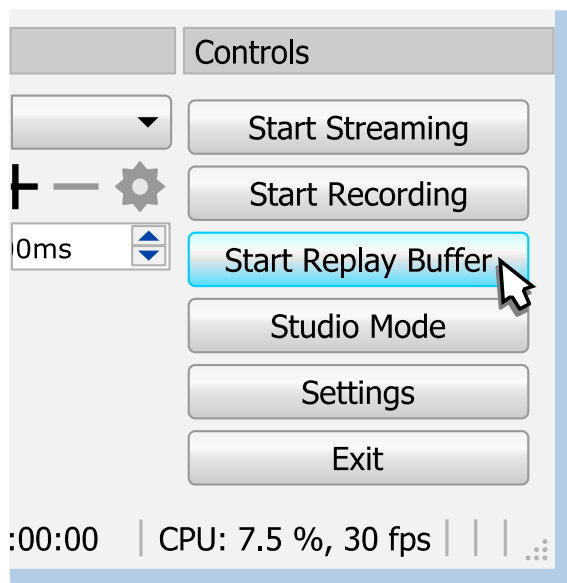 Controls
Start Streaming
Start Recording
00ms
Start Replay Buffer
Studio Mode
Settings
Exit
:00:00
CPU: 7.5 %, 30 fps